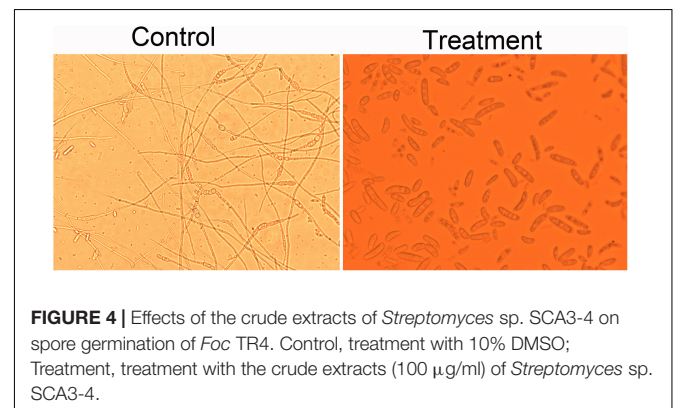 Control Treatment
FIGURE 4 | Effects of the crude extracts of Streptomyces sp. SCA3-4 on
spore germination of Foc TR4. Control, treatment with 10% DMSO;
Treatment, treatment with the crude extracts (100 μg/ml) of Streptomyces sp.
SCA3-4.